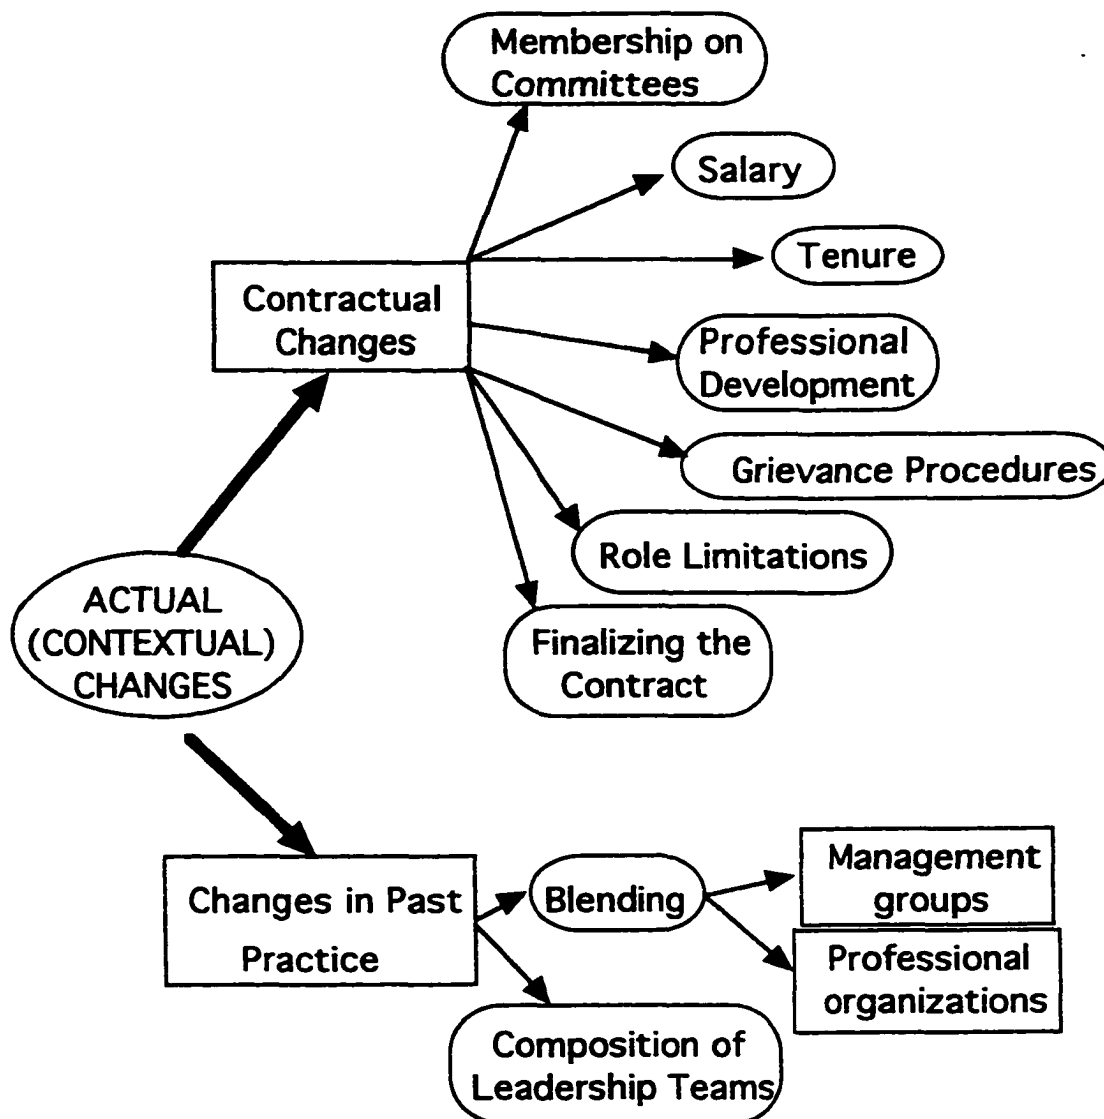 Membership on
Committees
Salary
Tenure
Contractual
Changes
Professional
Development
Grievance Procedures
Role Limitations
Finalizing the
Contract
ACTUAL
(CONTEXTUAL)
CHANGES
Changes in Past
Practice
Blending
Management
groups
Professional
organizations
Composition of
Leadership Teams